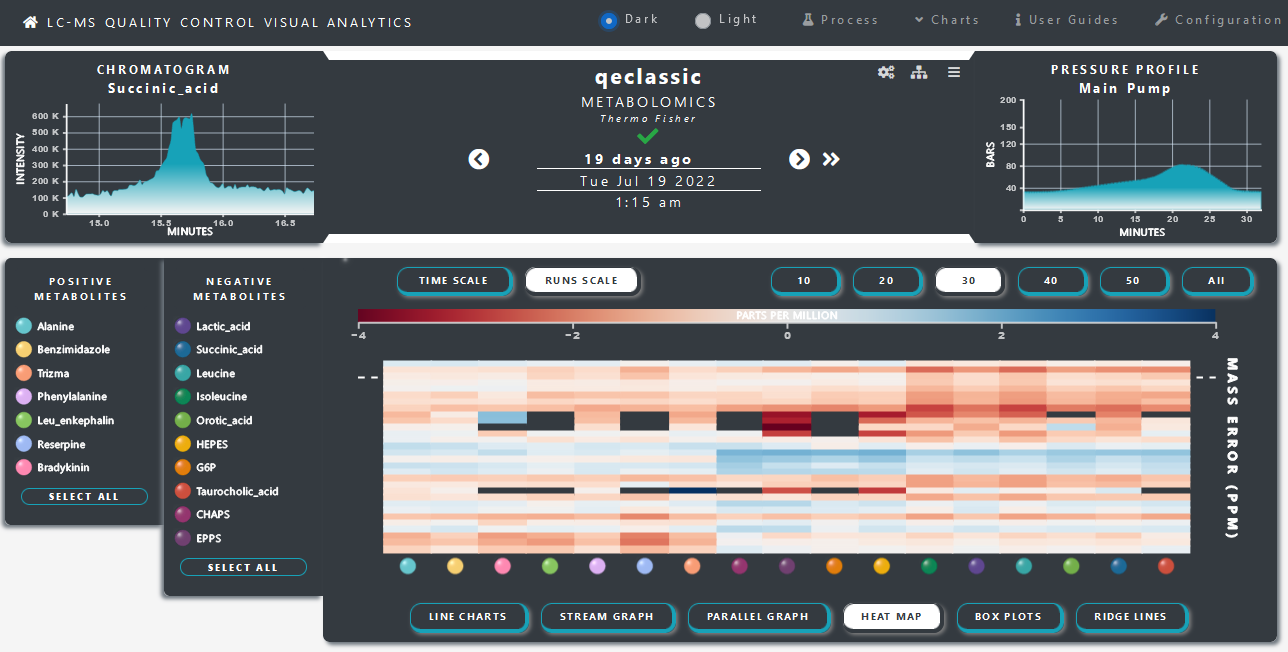 LC-MS QUALITY CONTROL VISUAL ANALYTICS
Dark
Light
Process
Charts
User Guides
Configuration
CHROMATOGRAM
Succinic_acid
INTENSITY
600 K
500 K
400 K
300 K
200 K
100 K
0 K
15.0
15.5
16.0
16.5
MINUTES
qeclassic
METABOLOMICS
Thermo Fisher
19 days ago
Tue Jul 19 2022
1:15 am
PRESSURE PROFILE
Main Pump
BARS
200
150
120
80
40
0
5
10
15
20
25
30
MINUTES
POSITIVE
METABOLITES
Alanine
Benzimidazole
Trizma
Phenylalanine
Leu_enkephalin
Reserpine
Bradykinin
SELECT ALL
NEGATIVE
METABOLITES
Lactic_acid
Succinic_acid
Leucine
Isoleucine
Orotic_acid
HEPES
G6P
Taurocholic_acid
CHAPS
EPPS
SELECT ALL
TIME SCALE
RUNS SCALE
10
20
30
40
50
All
PARTS PER MILLION
-4
-2
0
2
4
MASS ERROR (PPM)
LINE CHARTS
STREAM GRAPH
PARALLEL GRAPH
HEAT MAP
BOX PLOTS
RIDGE LINES